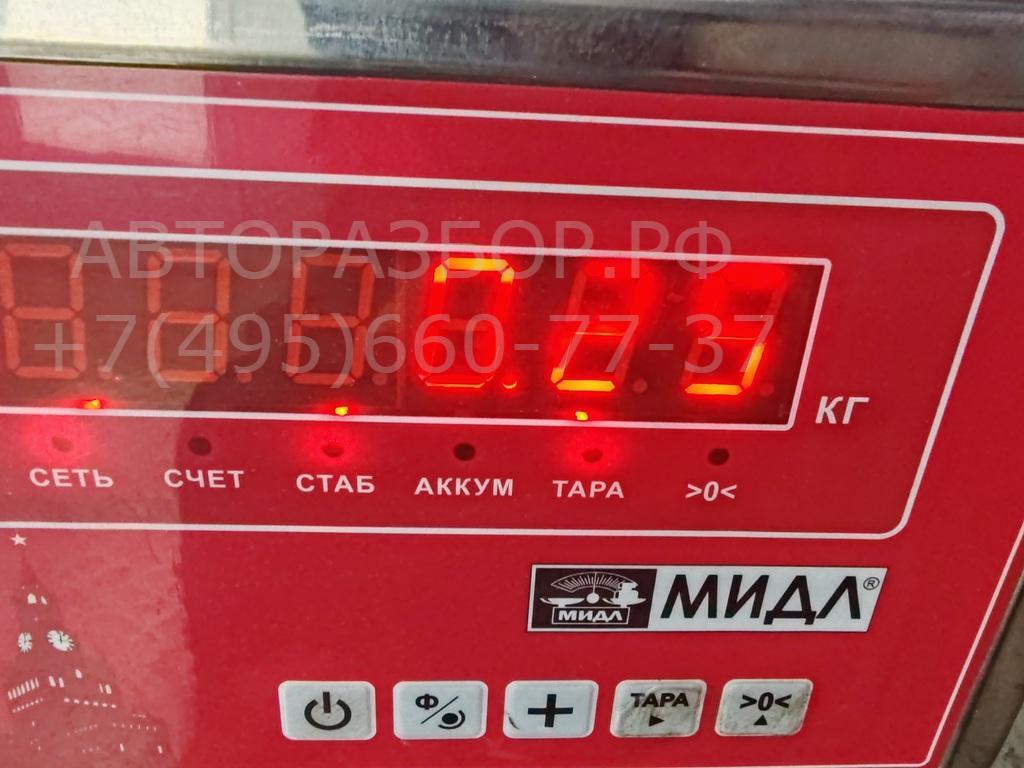 АВТОРАЗБОР.РФ
+7(495)660-77-37
0.25
КГ
СЕТЬ СЧЕТ СТАБ АККУМ ТАРА >0<
МИДЛ МИДЛ®
Ф ТАРА >0<